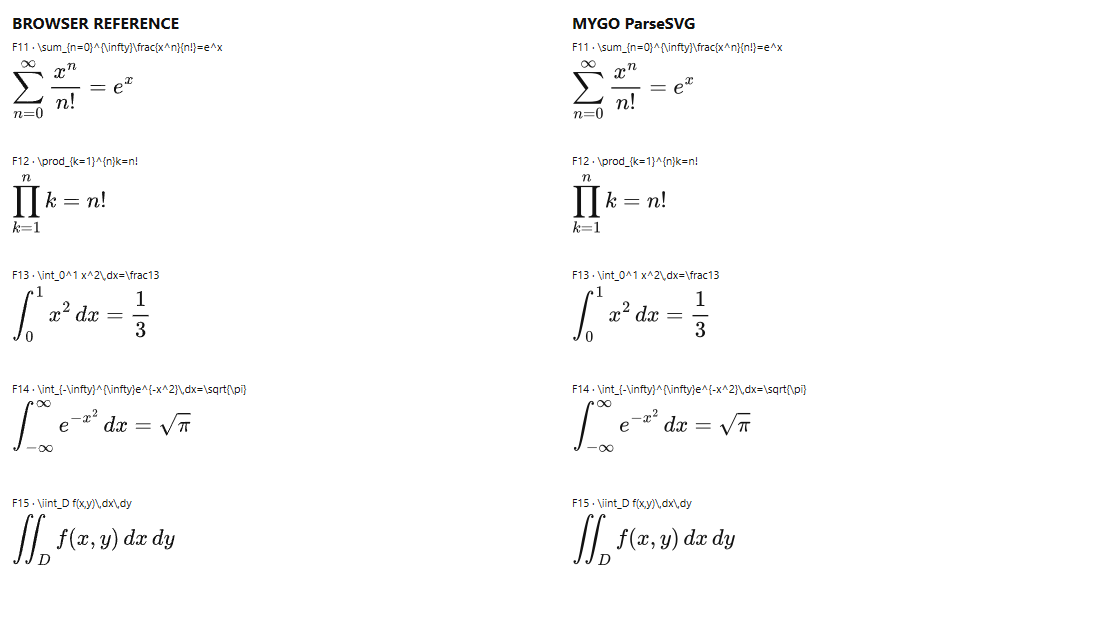 BROWSER REFERENCE
F11 · \sum_{n=0}^{\infty}\frac{x^n}{n!}=e^x
∞
∑ xⁿ/n! = eˣ
n=0
F12 · \prod_{k=1}^{n}k=n!
n
∏ k = n!
k=1
F13 · \int_0^1 x^2\,dx=\frac13
∫₀¹ x² dx = 1/3
F14 · \int_{-\infty}^{\infty}e^{-x^2}\,dx=\sqrt{\pi}
∫_{−∞}^{∞} e^{−x²} dx = √π
F15 · \iint_D f(x,y)\,dx\,dy
∬_D f(x, y) dx dy
MYGO ParseSVG
F11 · \sum_{n=0}^{\infty}\frac{x^n}{n!}=e^x
∞
∑ xⁿ/n! = eˣ
n=0
F12 · \prod_{k=1}^{n}k=n!
n
∏ k = n!
k=1
F13 · \int_0^1 x^2\,dx=\frac13
∫₀¹ x² dx = 1/3
F14 · \int_{-\infty}^{\infty}e^{-x^2}\,dx=\sqrt{\pi}
∫_{−∞}^{∞} e^{−x²} dx = √π
F15 · \iint_D f(x,y)\,dx\,dy
∬_D f(x, y) dx dy